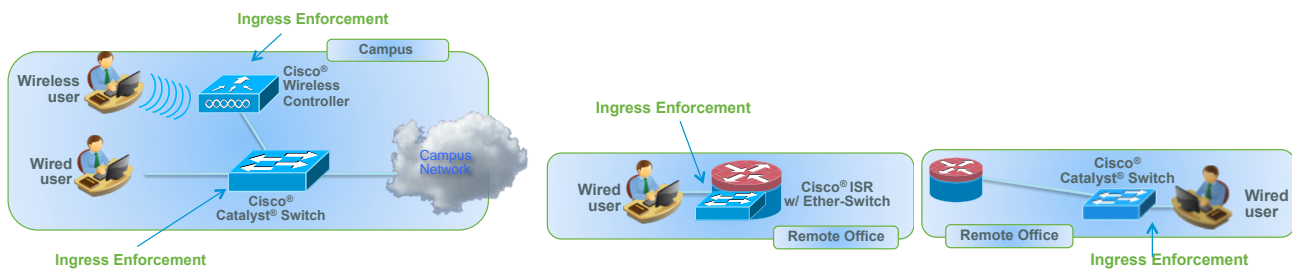 Ingress Enforcement
Campus
Wireless
user
Cisco®
Wireless
Controller
Wired
user
Campus
Network
Cisco®
Catalyst® Switch
Ingress Enforcement
Ingress Enforcement
Wired
user
Cisco® ISR
w/ Ether-Switch
Remote Office
Cisco®
Catalyst® Switch
Wired
user
Remote Office
Ingress Enforcement